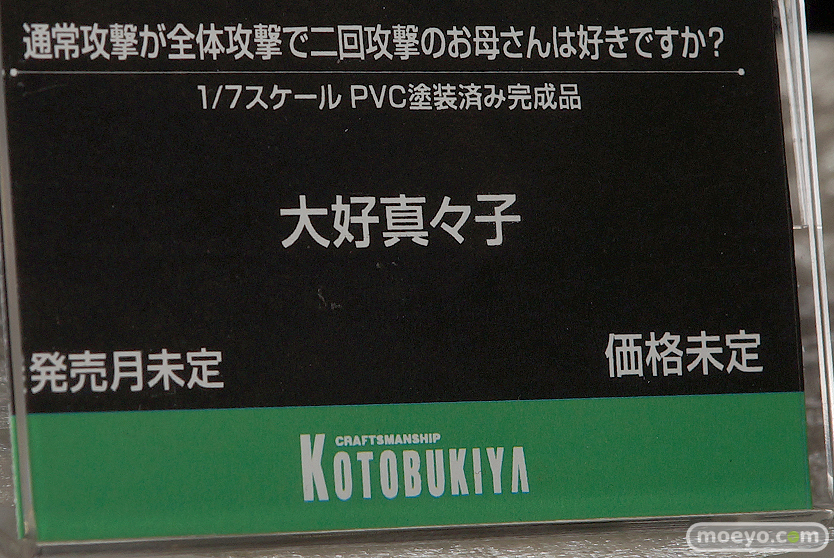 通常攻撃が全体攻撃で二回攻撃のお母さんは好きですか?
1/7スケール PVC塗装済み完成品
大好真々子
発売月未定
価格未定
CRAFTSMANSHIP
KOTOBUKIYA
moeyo.com